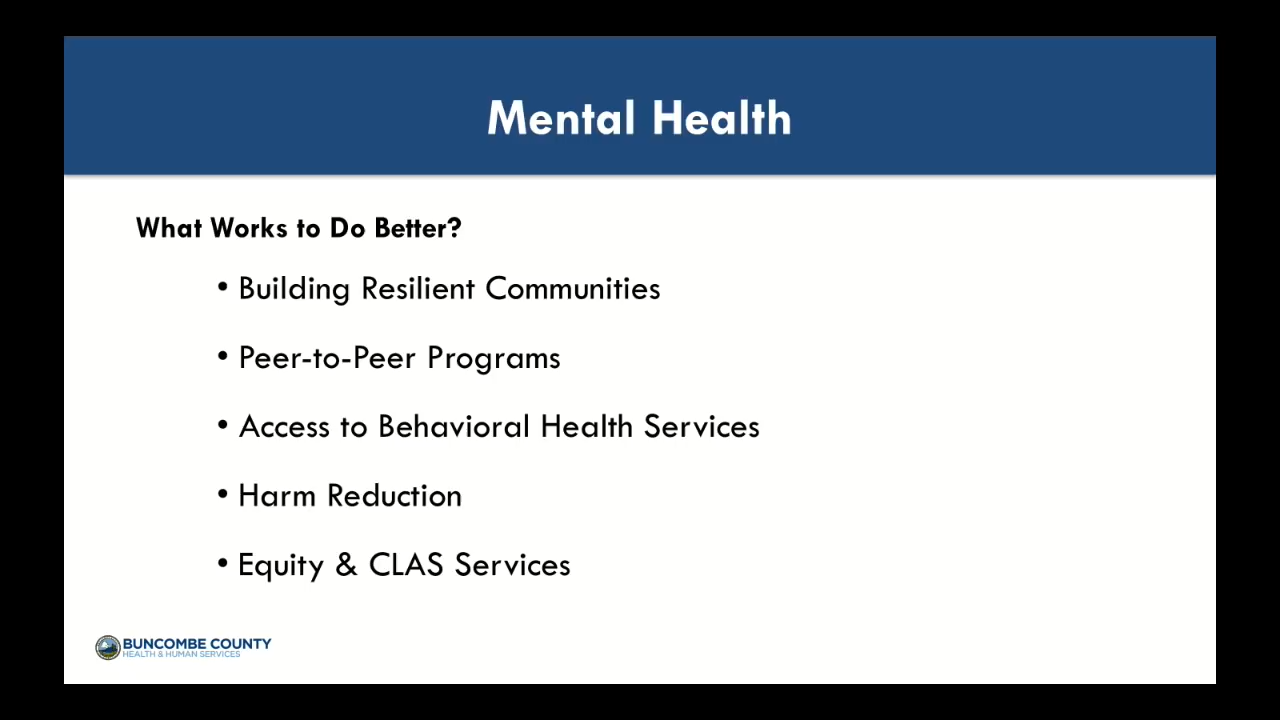 Mental Health
What Works to Do Better?
• Building Resilient Communities
• Peer-to-Peer Programs
• Access to Behavioral Health Services
• Harm Reduction
• Equity & CLAS Services
BUNCOMBE COUNTY
HEALTH & HUMAN SERVICES